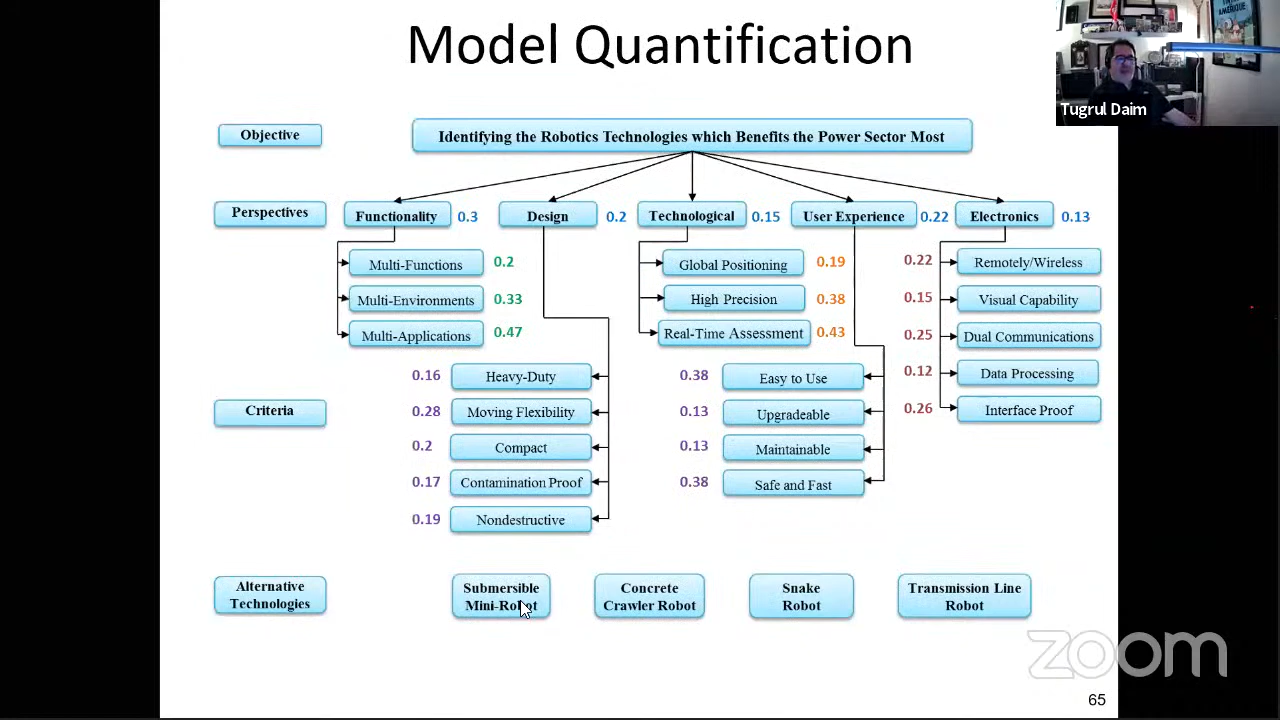 Model Quantification
Tugrul Daim
Objective
Identifying the Robotics Technologies which Benefits the Power Sector Most
Perspectives
Functionality 0.3
Design 0.2
Technological 0.15
User Experience 0.22
Electronics 0.13
Multi-Functions 0.2
Multi-Environments 0.33
Multi-Applications 0.47
Global Positioning 0.19
High Precision 0.38
Real-Time Assessment 0.43
0.22 Remotely/Wireless
0.15 Visual Capability
0.25 Dual Communications
0.12 Data Processing
0.26 Interface Proof
Criteria
0.16 Heavy-Duty
0.28 Moving Flexibility
0.2 Compact
0.17 Contamination Proof
0.19 Nondestructive
0.38 Easy to Use
0.13 Upgradeable
0.13 Maintainable
0.38 Safe and Fast
Alternative
Technologies
Submersible
Mini-Robot
Concrete
Crawler Robot
Snake
Robot
Transmission Line
Robot
zoom
65